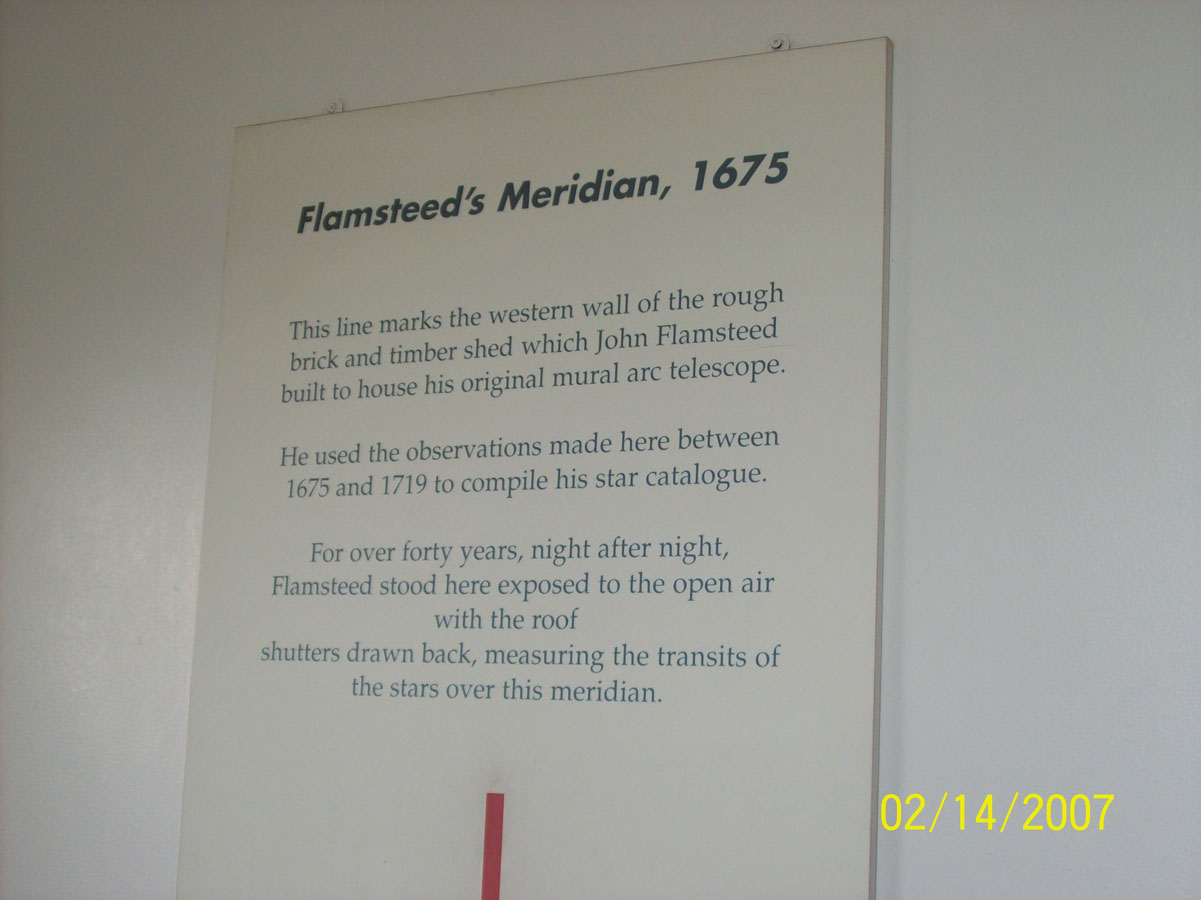 Flamsteed's Meridian, 1675
This line marks the western wall of the rough
brick and timber shed which John Flamsteed
built to house his original mural arc telescope.
He used the observations made here between
1675 and 1719 to compile his star catalogue.
For over forty years, night after night,
Flamsteed stood here exposed to the open air
with the roof
shutters drawn back, measuring the transits of
the stars over this meridian.
02/14/2007